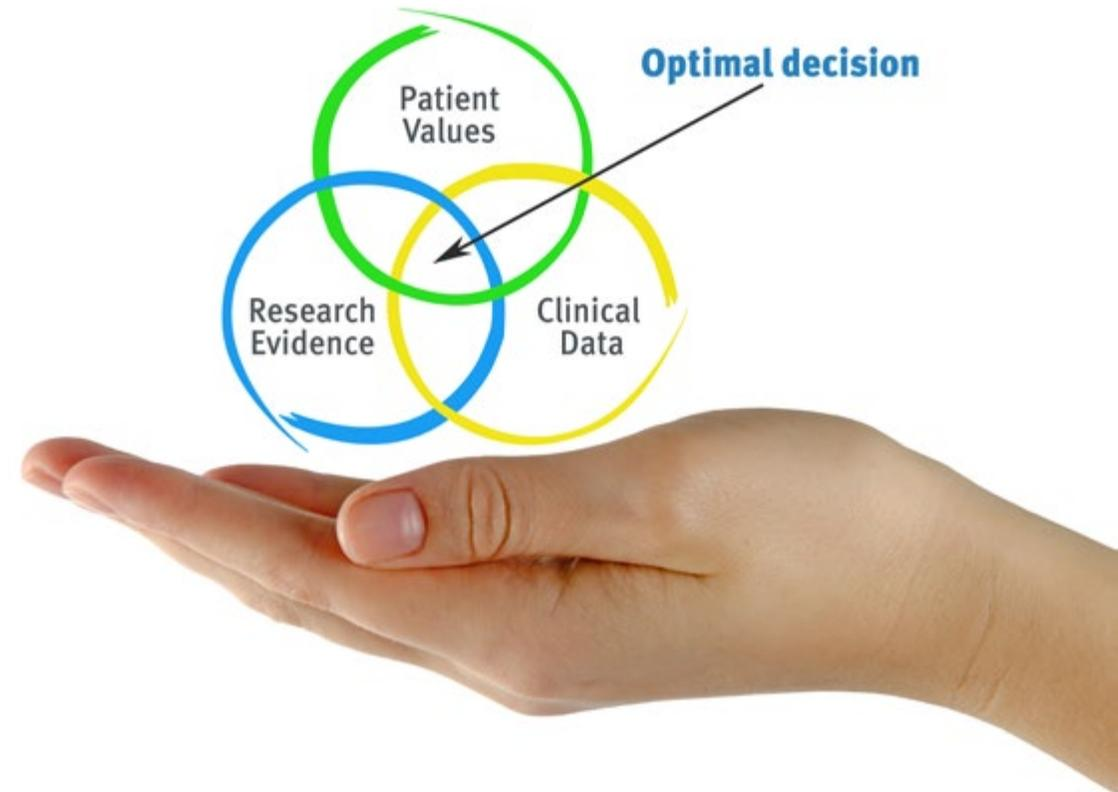 Optimal decision
Patient
Values
Research
Evidence
Clinical
Data